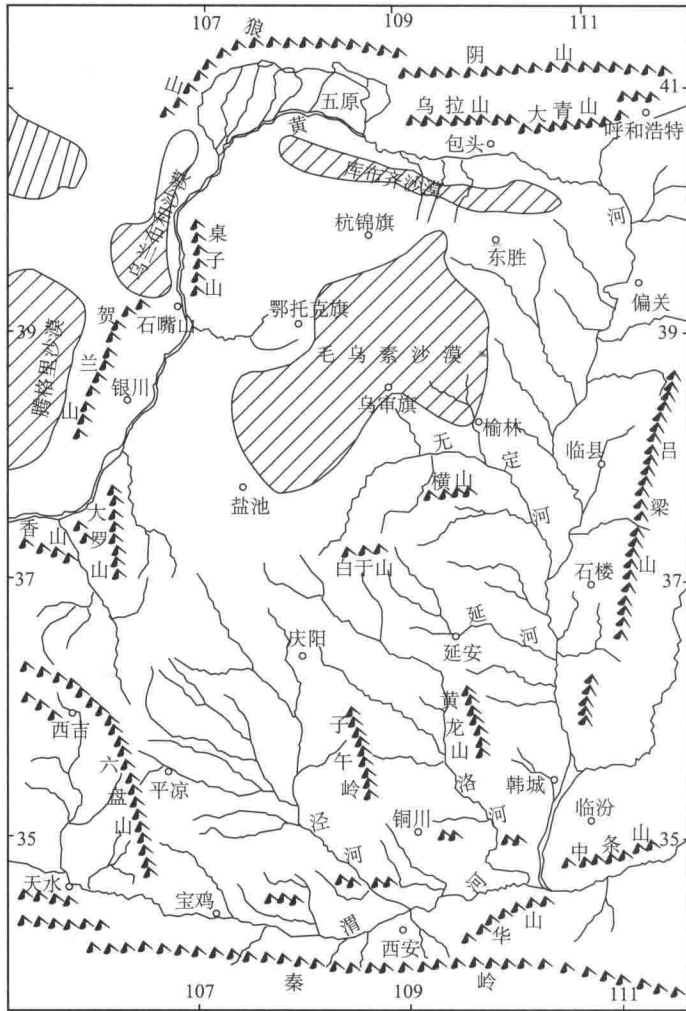 107 109 111
狼山
阴山
41
五原
乌拉山
大青山
呼和浩特
黄河
包头
库布齐沙漠
乌兰布和沙漠
桌子山
杭锦旗
东胜
偏关
39 39
贺兰山
石嘴山
鄂托克旗
毛乌素沙漠
腾格里沙漠
银川
乌审旗
榆林
无定河
临县
吕梁山
横山
盐池
香山
大罗山
37 37
白于山
石楼
延河
延安
庆阳
西吉
子午岭
黄龙山
六盘山
平凉
洛河
韩城
临汾
泾河
铜川
35 35
中条山
天水
宝鸡
渭河
西安
华山
秦岭
107 109 111